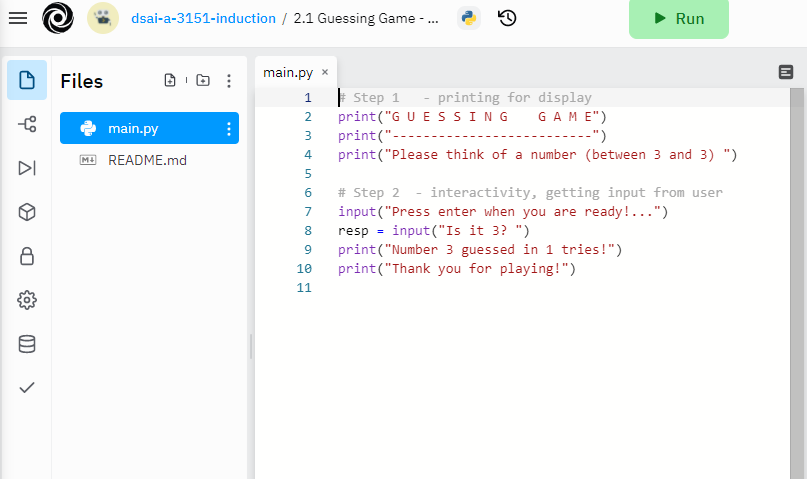 dsai-a-3151-induction / 2.1 Guessing Game - ...
Run
Files
main.py
README.md
main.py ×
1 # Step 1   - printing for display
2 print("G U E S S I N G    G A M E")
3 print("--------------------------")
4 print("Please think of a number (between 3 and 3) ")
5
6 # Step 2  - interactivity, getting input from user
7 input("Press enter when you are ready!...")
8 resp = input("Is it 3? ")
9 print("Number 3 guessed in 1 tries!")
10 print("Thank you for playing!")
11